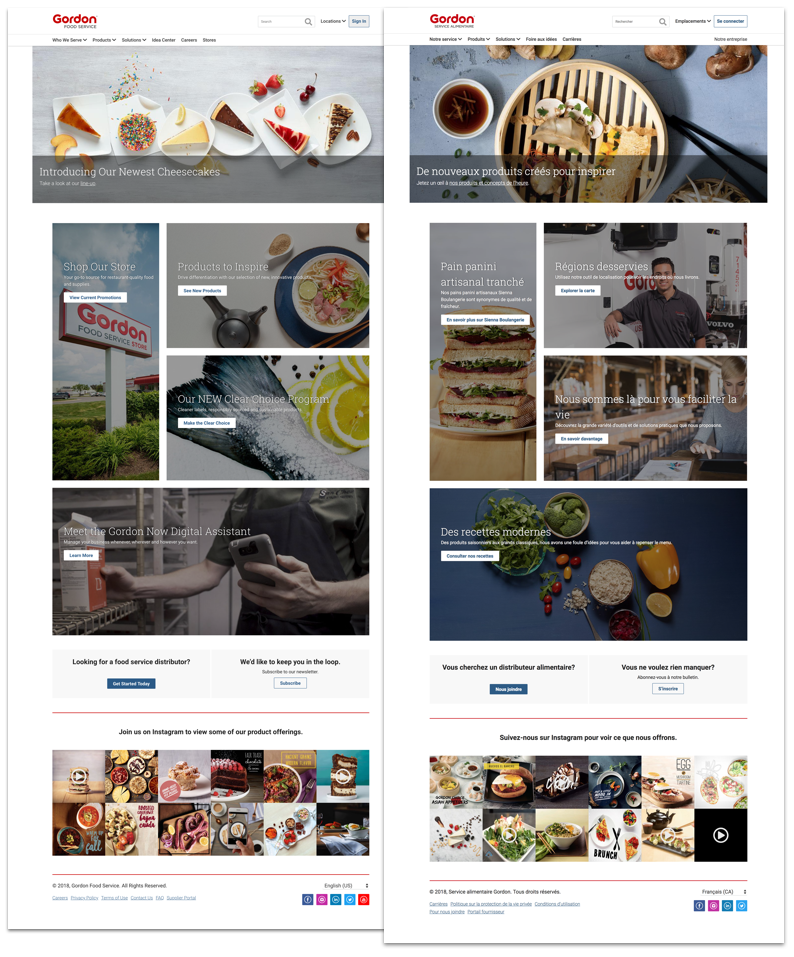 Gordon
FOOD SERVICE
Search
Locations
Sign In
Who We Serve Products Solutions Idea Center Careers Stores
Introducing Our Newest Cheesecakes
Take a look at our line-up.
Shop Our Store
Your go-to source for restaurant-quality food
and supplies.
View Current Promotions
Gordon
FOOD SERVICE STORE
Products to Inspire
Drive differentiation with our selection of new, innovative products.
See New Products
Our NEW Clear Choice Program
Cleaner labels, responsibly sourced and sustainable products.
Make the Clear Choice
Meet the Gordon Now Digital Assistant
Manage your business whenever, wherever and however you want.
Learn More
Looking for a food service distributor?
Get Started Today
We'd like to keep you in the loop.
Subscribe to our newsletter.
Subscribe
Join us on Instagram to view some of our product offerings.
© 2018, Gordon Food Service. All Rights Reserved.
English (US)
Careers Privacy Policy Terms of Use Contact Us FAQ Supplier Portal
Gordon
SERVICE ALIMENTAIRE
Rechercher
Emplacements
Se connecter
Notre service Produits Solutions Foire aux Idées Carrières
Notre entreprise
De nouveaux produits créés pour inspirer
Jetez un œil à nos produits et concepts de l'heure.
Pain panini
artisanal tranché
Nos pains panini artisanaux Sienna
Boulangerie sont synonymes de qualité et de
fraîcheur.
En savoir plus sur Sienna Boulangerie
Régions desservies
Utilisez notre outil de localisation pour voir les endroits où nous livrons.
Explorer la carte
VOLVO
Nous sommes là pour vous faciliter la
vie
Découvrez la grande variété d'outils et de solutions pratiques que nous proposons.
En savoir davantage
Des recettes modernes
Des produits saisonniers aux grands classiques, nous avons une foule d'idées pour vous aider à repenser le menu.
Consulter nos recettes
Vous cherchez un distributeur alimentaire?
Nous joindre
Vous ne voulez rien manquer?
Abonnez-vous à notre bulletin.
S'inscrire
Suivez-nous sur Instagram pour voir ce que nous offrons.
EGG
BRUNCH
© 2018, Service alimentaire Gordon. Tous droits réservés.
Français (CA)
Carrières Politique sur la protection de la vie privée Conditions d'utilisation
Pour nous joindre Portail fournisseur